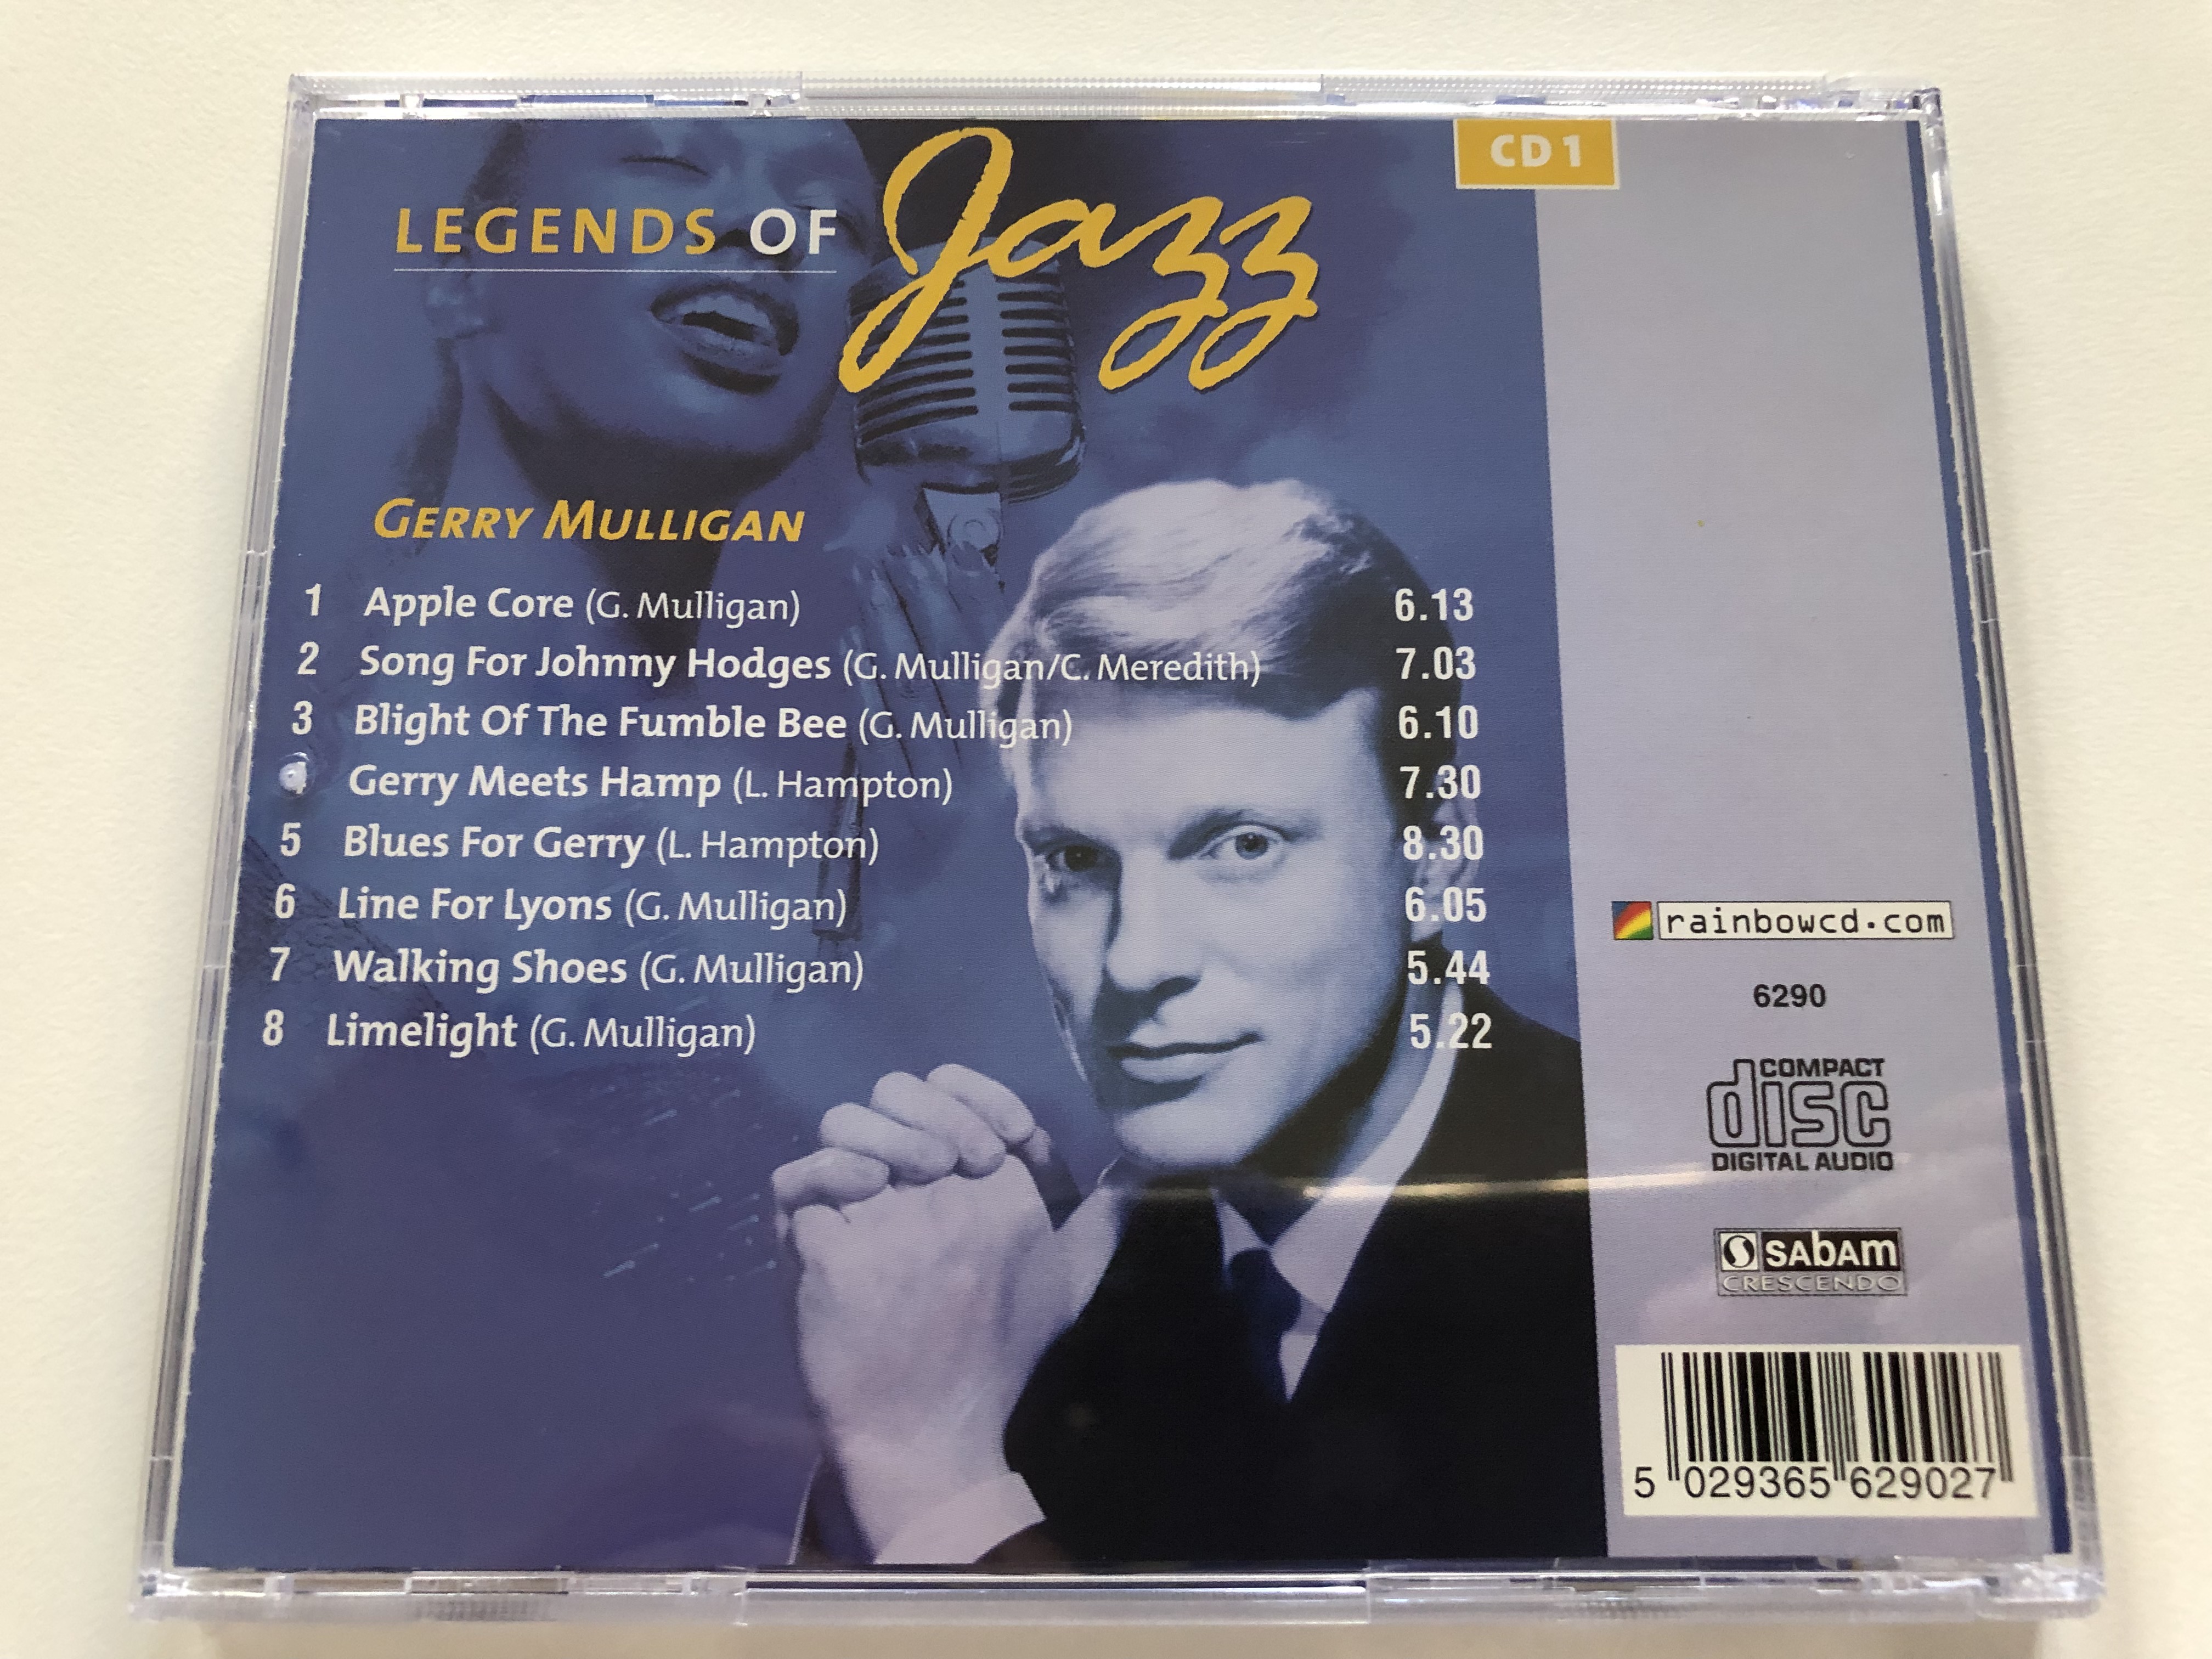 CD 1
LEGENDS OF Jazz
GERRY MULLIGAN
1 Apple Core (G. Mulligan) 6.13
2 Song For Johnny Hodges (G. Mulligan/C. Meredith) 7.03
3 Blight Of The Fumble Bee (G. Mulligan) 6.10
4 Gerry Meets Hamp (L. Hampton) 7.30
5 Blues For Gerry (L. Hampton) 8.30
6 Line For Lyons (G. Mulligan) 6.05
7 Walking Shoes (G. Mulligan) 5.44
8 Limelight (G. Mulligan) 5.22
rainbowcd.com
6290
COMPACT
disc
DIGITAL AUDIO
sabam
CRESCENDO
5 029365 629027